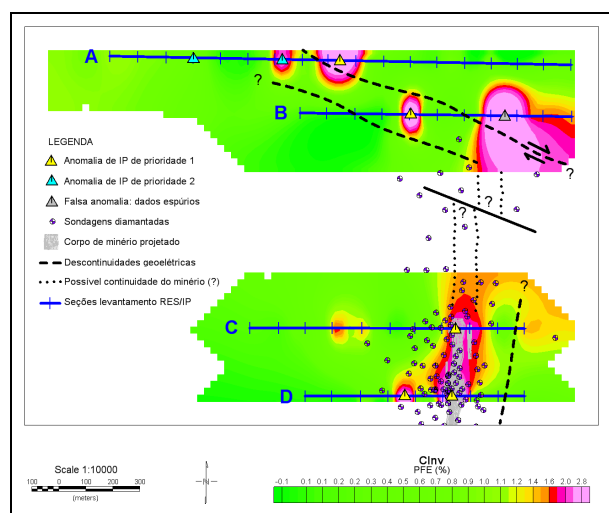 A
?
B
?
LEGENDA
Anomalia de IP de prioridade 1
Anomalia de IP de prioridade 2
Falsa anomalia: dados espúrios
Sondagens diamantadas
Corpo de minério projetado
Descontinuidades geoelétricas
Possível continuidade do minério (?)
Seções levantamento RES/IP
?
? ?
?
C
D
Scale 1:10000
100 0 100 200 300
(meters)
N
CInv
PFE (%)
-0.1 0.1 0.2 0.3 0.4 0.5 0.6 0.7 0.8 0.9 1.0 1.1 1.2 1.4 1.6 1.6 2.0 2.8